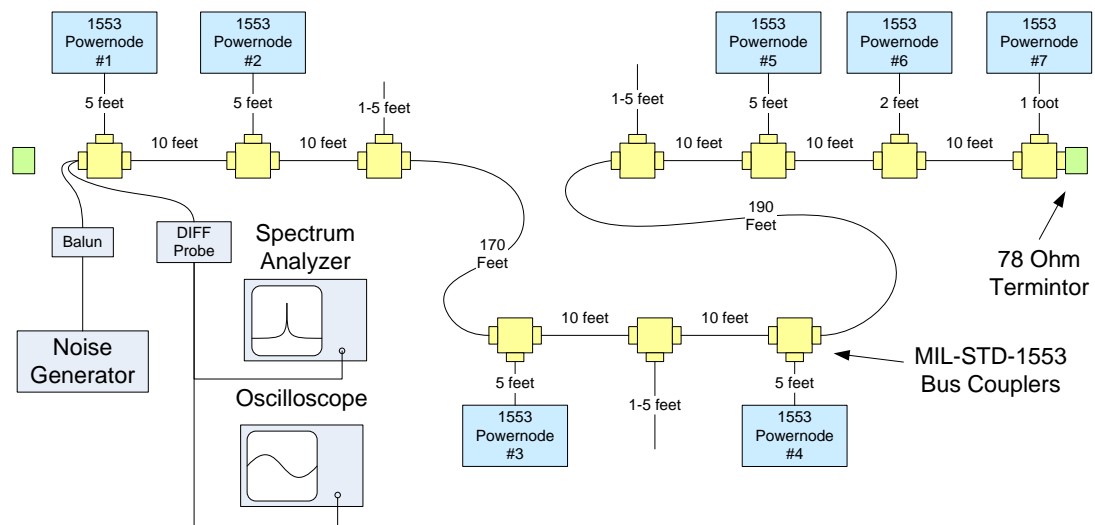 1553
Powernode
#1
1553
Powernode
#2
1553
Powernode
#5
1553
Powernode
#6
1553
Powernode
#7
5 feet
5 feet
1-5 feet
1-5 feet
5 feet
2 feet
1 foot
10 feet
10 feet
10 feet
10 feet
10 feet
Balun
DIFF
Probe
Spectrum
Analyzer
170
Feet
190
Feet
78 Ohm
Termintor
Noise
Generator
10 feet
10 feet
MIL-STD-1553
Bus Couplers
Oscilloscope
5 feet
1-5 feet
5 feet
1553
Powernode
#3
1553
Powernode
#4